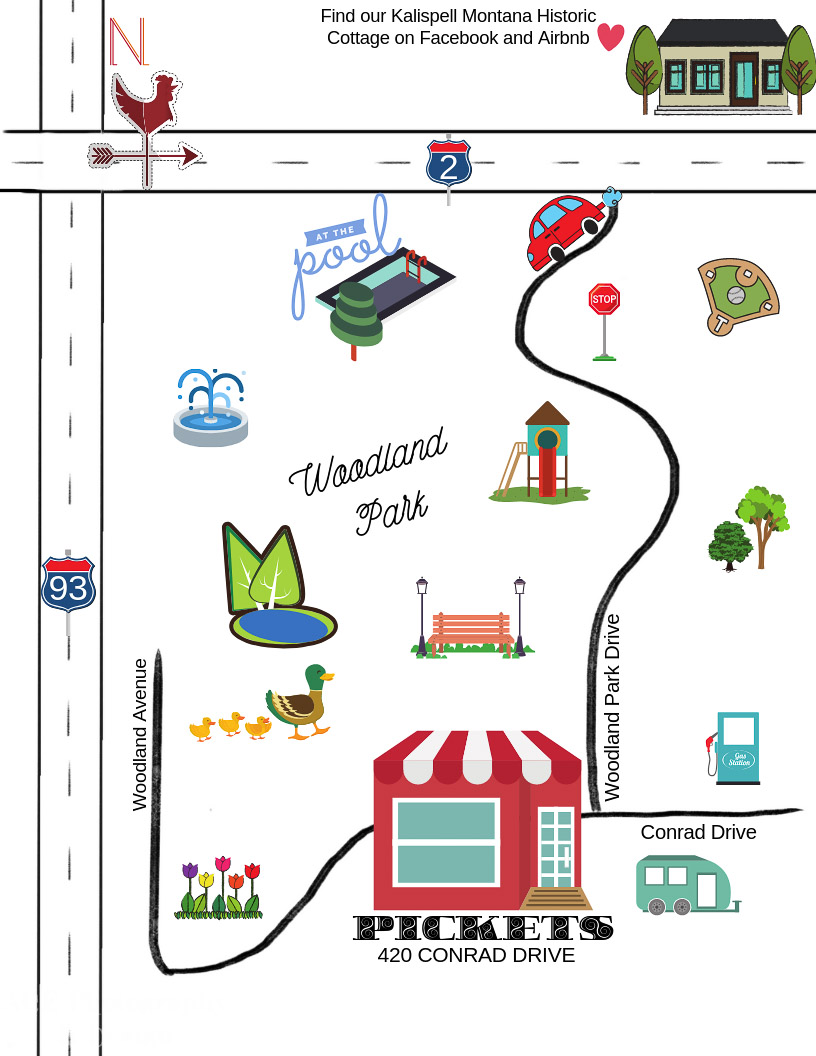 N
Find our Kalispell Montana Historic
Cottage on Facebook and Airbnb
2
AT THE
pool
STOP
Woodland
Park
93
Woodland Avenue
Woodland Park Drive
Gas
Station
Conrad Drive
PICKETS
420 CONRAD DRIVE